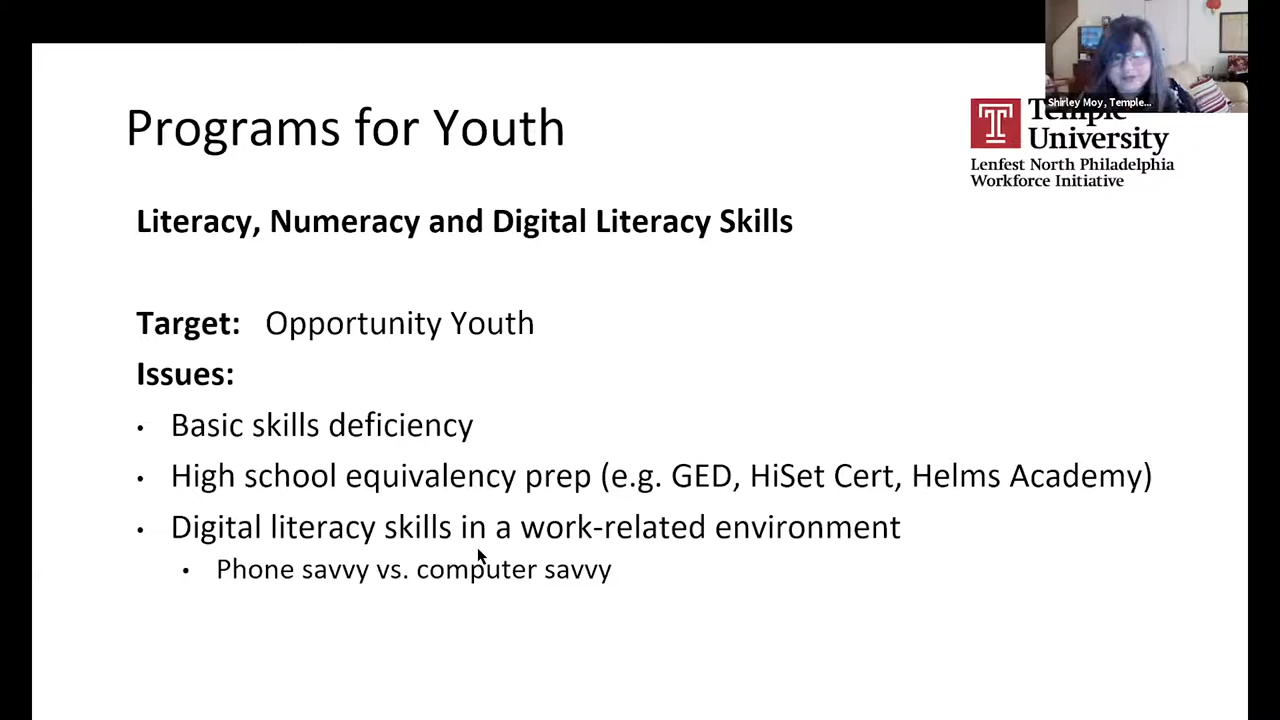 Programs for Youth
Shirley Moy, Temple...
Temple
University
Lenfest North Philadelphia
Workforce Initiative
Literacy, Numeracy and Digital Literacy Skills
Target: Opportunity Youth
Issues:
• Basic skills deficiency
• High school equivalency prep (e.g. GED, HiSet Cert, Helms Academy)
• Digital literacy skills in a work-related environment
• Phone savvy vs. computer savvy